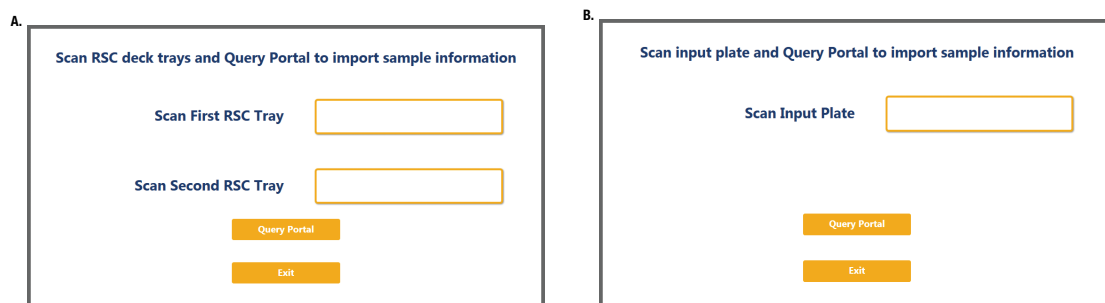 A.
Scan RSC deck trays and Query Portal to import sample information
Scan First RSC Tray
Scan Second RSC Tray
Query Portal
Exit
B.
Scan input plate and Query Portal to import sample information
Scan Input Plate
Query Portal
Exit